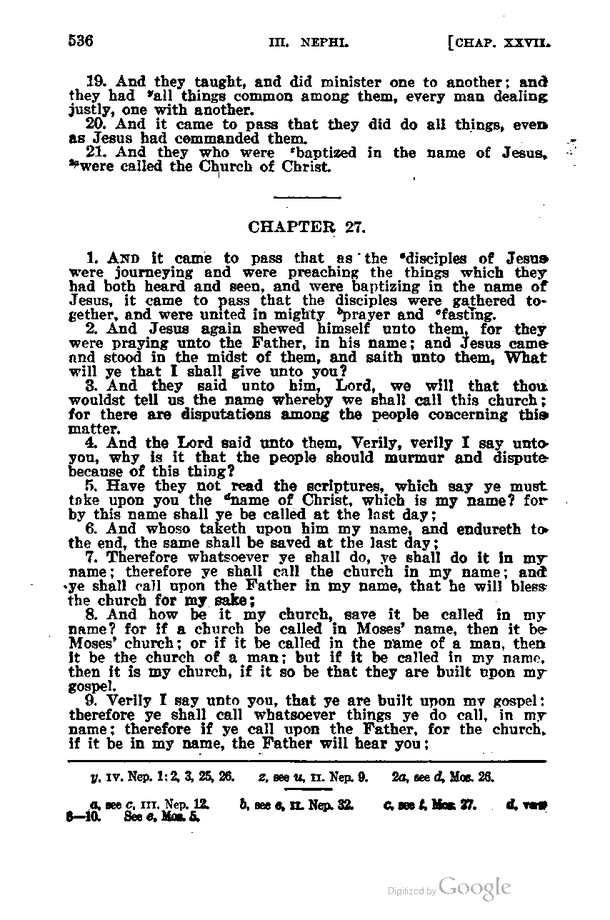 536 III. NEPHI. [CHAP. XXVII.
19. And they taught, and did minister one to another; and
they had ʸall things common among them, every man dealing
justly, one with another.
20. And it came to pass that they did do all things, even
as Jesus had commanded them.
21. And they who were ᶻbaptized in the name of Jesus,
²ᵃwere called the Church of Christ.
CHAPTER 27.
1. AND it came to pass that as the ᵃdisciples of Jesus
were journeying and were preaching the things which they
had both heard and seen, and were baptizing in the name of
Jesus, it came to pass that the disciples were gathered to-
gether, and were united in mighty ᵇprayer and ᶜfasting.
2. And Jesus again shewed himself unto them, for they
were praying unto the Father, in his name; and Jesus came
and stood in the midst of them, and saith unto them, What
will ye that I shall give unto you?
3. And they said unto him, Lord, we will that thou
wouldst tell us the name whereby we shall call this church;
for there are disputations among the people concerning this
matter.
4. And the Lord said unto them, Verily, verily I say unto
you, why is it that the people should murmur and dispute
because of this thing?
5. Have they not read the scriptures, which say ye must
take upon you the ᵈname of Christ, which is my name? for
by this name shall ye be called at the last day;
6. And whoso taketh upon him my name, and endureth to
the end, the same shall be saved at the last day;
7. Therefore whatsoever ye shall do, ye shall do it in my
name; therefore ye shall call the church in my name; and
ye shall call upon the Father in my name, that he will bless
the church for my sake;
8. And how be it my church, save it be called in my
name? for if a church be called in Moses' name, then it be
Moses' church; or if it be called in the name of a man, then
it be the church of a man; but if it be called in my name,
then it is my church, if it so be that they are built upon my
gospel.
9. Verily I say unto you, that ye are built upon my gospel;
therefore ye shall call whatsoever things ye do call, in my
name; therefore if ye call upon the Father, for the church,
if it be in my name, the Father will hear you;
y, IV. Nep. 1:2, 3, 25, 26. z, see u, II. Nep. 9. 2a, see d, Mos. 26.
a, see c, III. Nep. 12. b, see e, II. Nep. 32. c, see t, Mos. 27. d, vers
8—10. See e, Mos. 5.
Digitized by Google